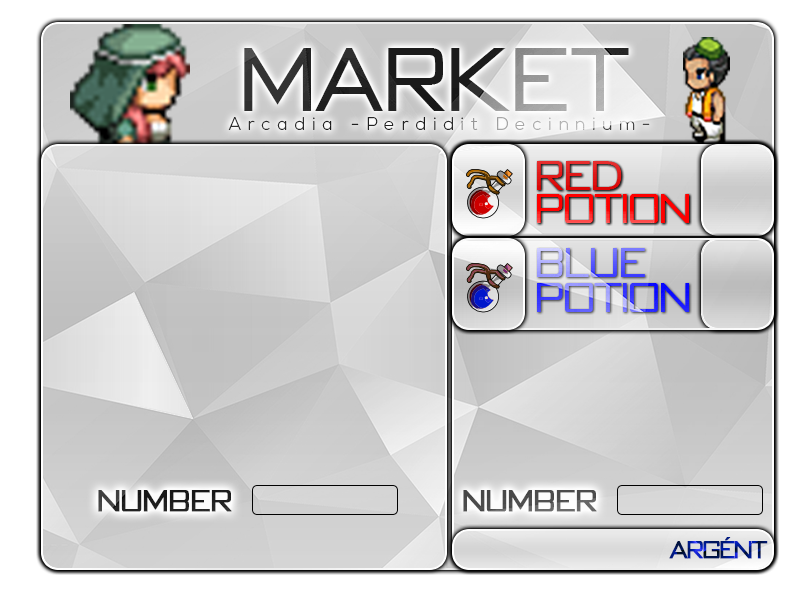 MARKET
Arcadia -Perdidit Decinnium-
RED
POTION
BLUE
POTION
NUMBER
NUMBER
ARGÉNT